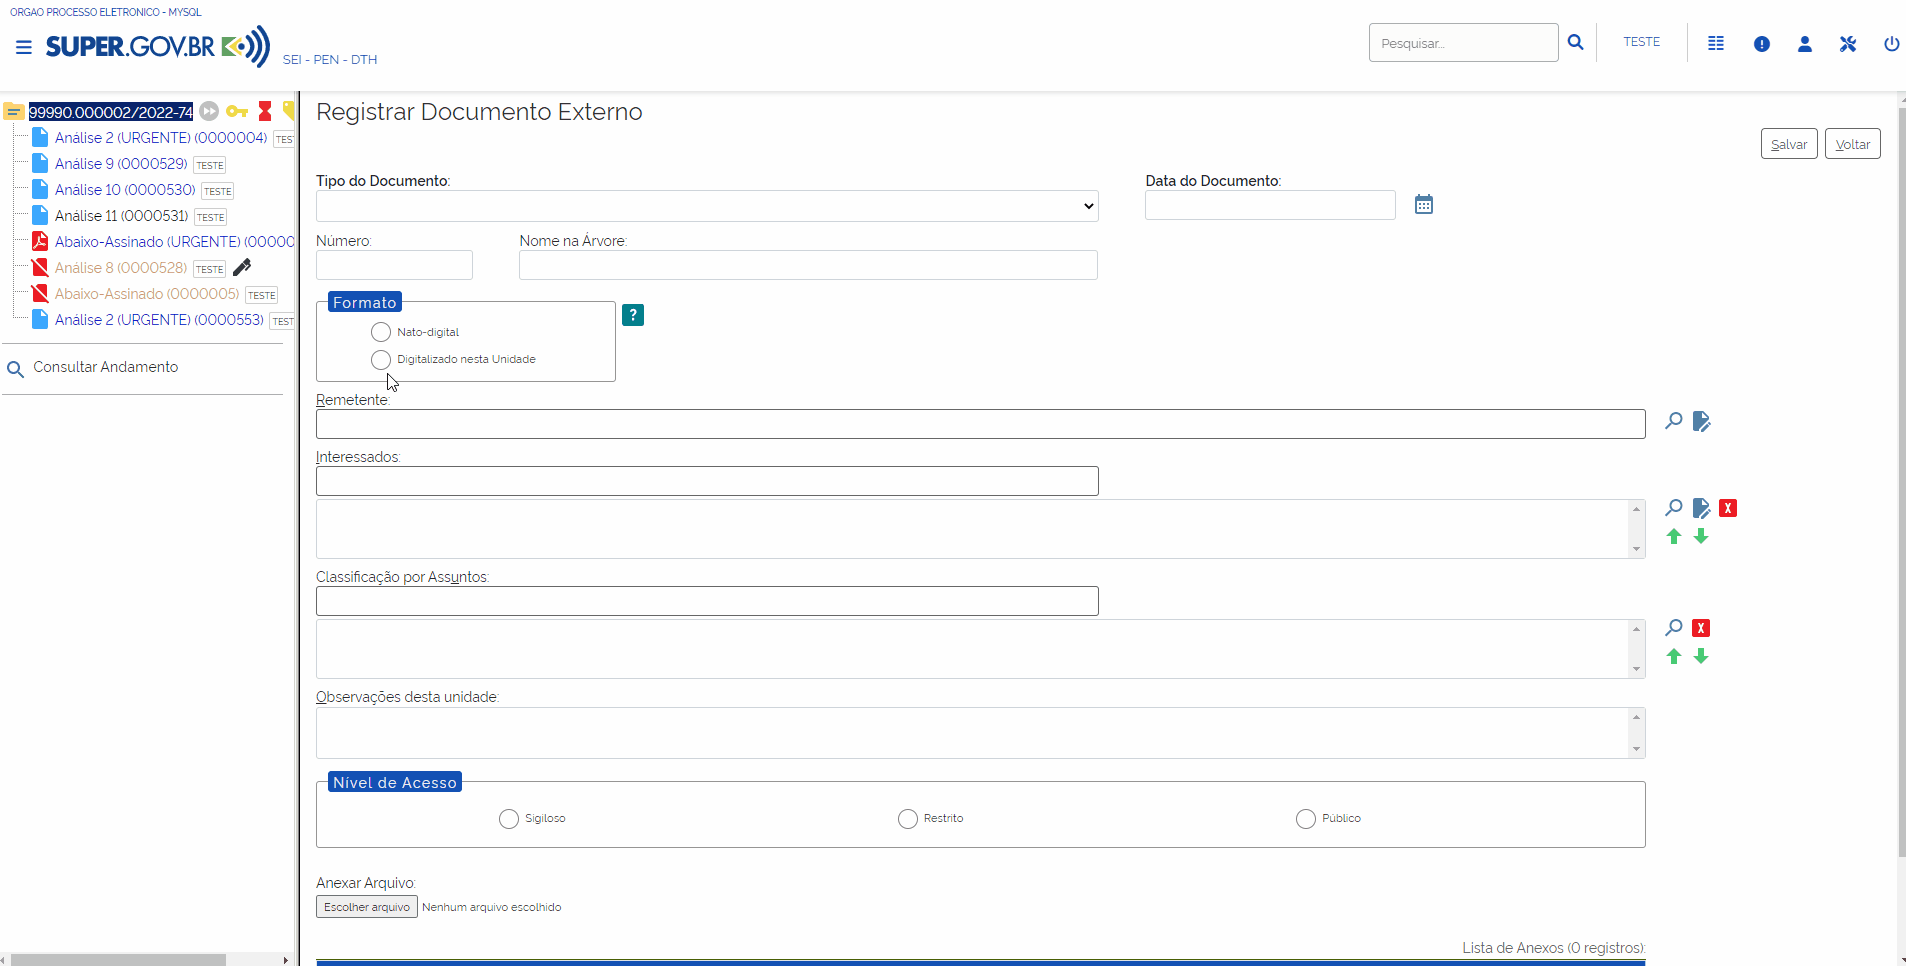 ORGAO PROCESSO ELETRONICO - MYSQL
SUPER.GOV.BR
SEI - PEN - DTH
Pesquisar...
TESTE
99990.000002/2022-74
Análise 2 (URGENTE) (0000004) TES
Análise 9 (0000529) TESTE
Análise 10 (0000530) TESTE
Análise 11 (0000531) TESTE
Abaixo-Assinado (URGENTE) (00000
Análise 8 (0000528) TESTE
Abaixo-Assinado (0000005) TESTE
Análise 2 (URGENTE) (0000553) TEST
Consultar Andamento
Registrar Documento Externo
Salvar
Voltar
Tipo do Documento:
Data do Documento:
Número:
Nome na Árvore:
Formato
?
Nato-digital
Digitalizado nesta Unidade
Remetente:
Interessados:
X
Classificação por Assuntos:
X
Observações desta unidade:
Nível de Acesso
Sigiloso
Restrito
Público
Anexar Arquivo:
Escolher arquivo Nenhum arquivo escolhido
Lista de Anexos (0 registros):